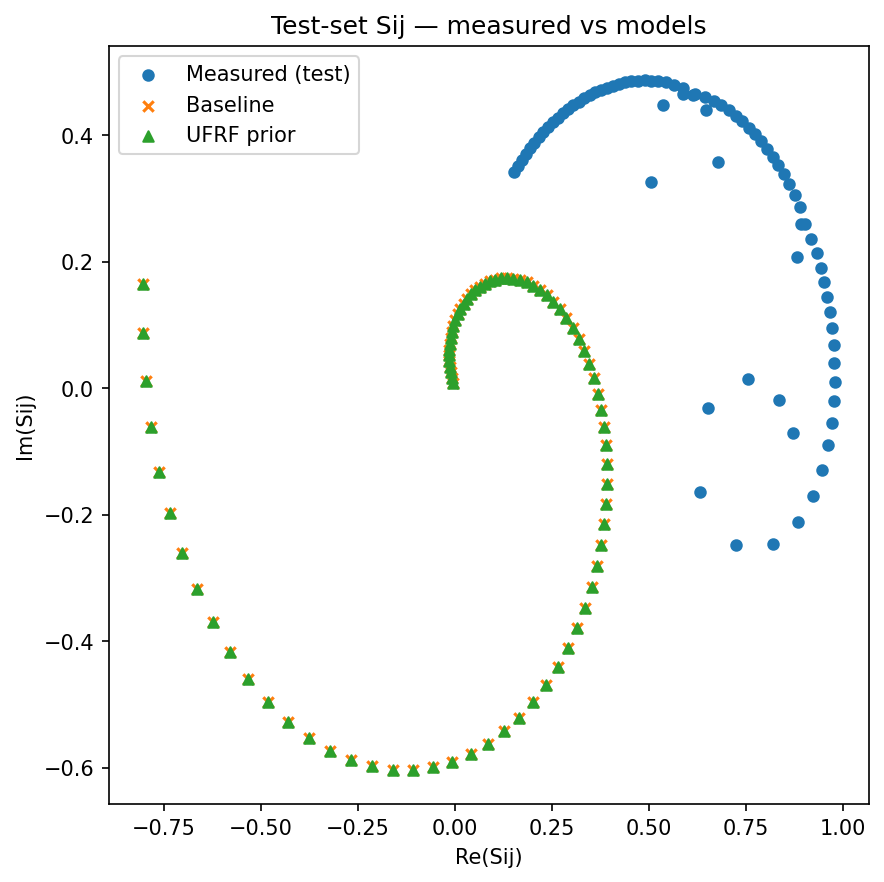 Test-set Sij — measured vs models
Measured (test)
Baseline
UFRF prior
Im(Sij)
0.4
0.2
0.0
−0.2
−0.4
−0.6
−0.75
−0.50
−0.25
0.00
0.25
0.50
0.75
1.00
Re(Sij)